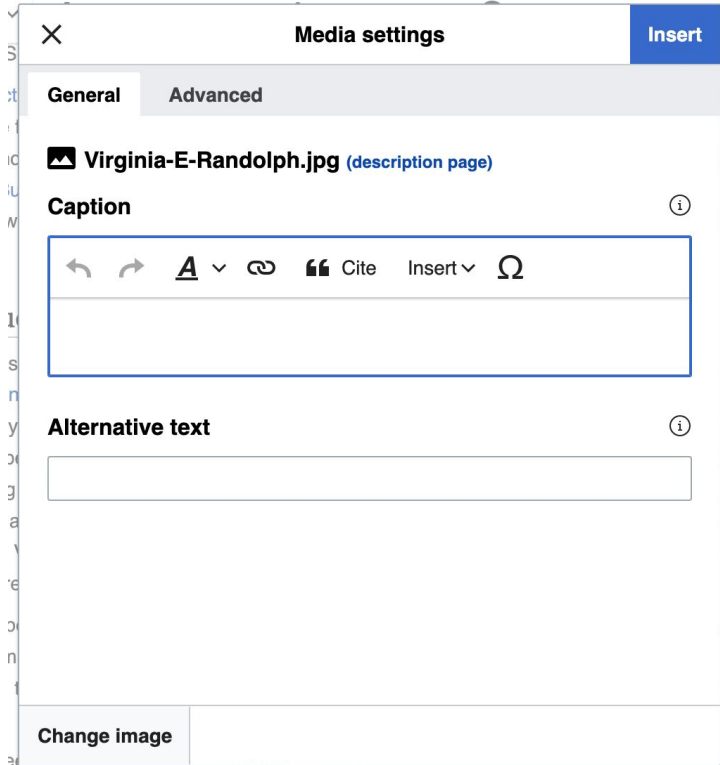 Media settings
Insert
General
Advanced
Virginia-E-Randolph.jpg (description page)
Caption
A
Cite
Insert
Ω
Alternative text
Change image